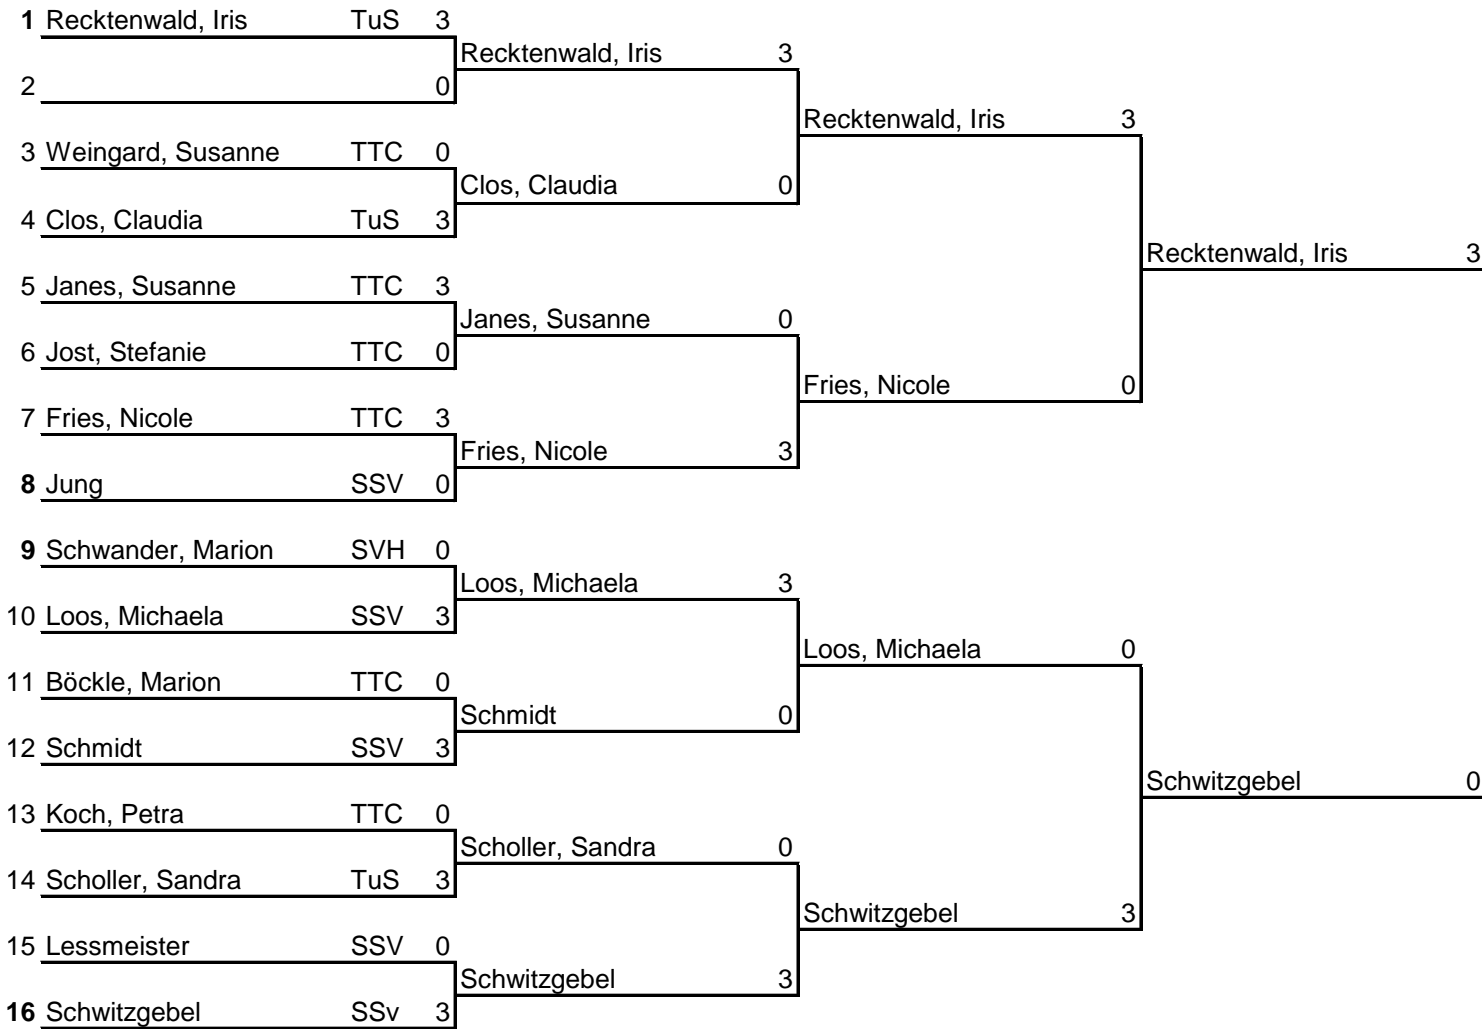 1 Recktenwald, Iris TuS 3
Recktenwald, Iris 3
2 0
Recktenwald, Iris 3
3 Weingard, Susanne TTC 0
Clos, Claudia 0
4 Clos, Claudia TuS 3
Recktenwald, Iris 3
5 Janes, Susanne TTC 3
Janes, Susanne 0
6 Jost, Stefanie TTC 0
Fries, Nicole 0
7 Fries, Nicole TTC 3
Fries, Nicole 3
8 Jung SSV 0
9 Schwander, Marion SVH 0
Loos, Michaela 3
10 Loos, Michaela SSV 3
Loos, Michaela 0
11 Böckle, Marion TTC 0
Schmidt 0
12 Schmidt SSV 3
Schwitzgebel 0
13 Koch, Petra TTC 0
Scholler, Sandra 0
14 Scholler, Sandra TuS 3
Schwitzgebel 3
15 Lessmeister SSV 0
Schwitzgebel 3
16 Schwitzgebel SSv 3